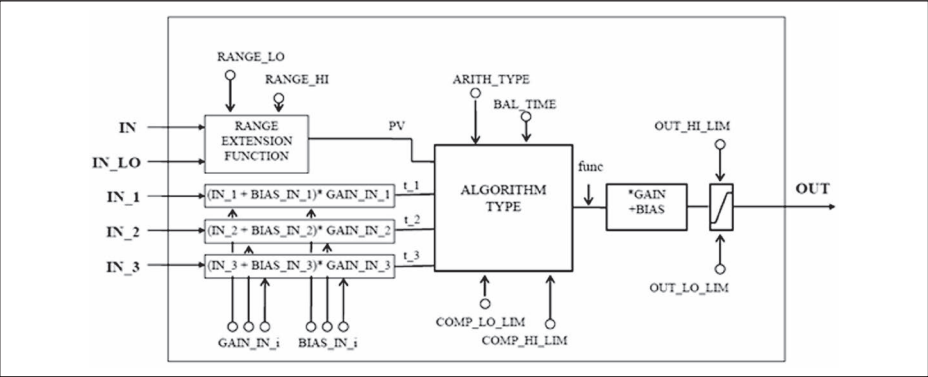 RANGE_LO
RANGE_HI
ARITH_TYPE
BAL_TIME
OUT_HI_LIM
IN
RANGE
EXTENSION
FUNCTION
PV
IN_LO
func
IN_1
(IN_1 + BIAS_IN_1)* GAIN_IN_1
t_1
ALGORITHM
TYPE
*GAIN
+BIAS
OUT
IN_2
(IN_2 + BIAS_IN_2)* GAIN_IN_2
t_2
IN_3
(IN_3 + BIAS_IN_3)* GAIN_IN_3
t_3
OUT_LO_LIM
COMP_LO_LIM
COMP_HI_LIM
GAIN_IN_i
BIAS_IN_i